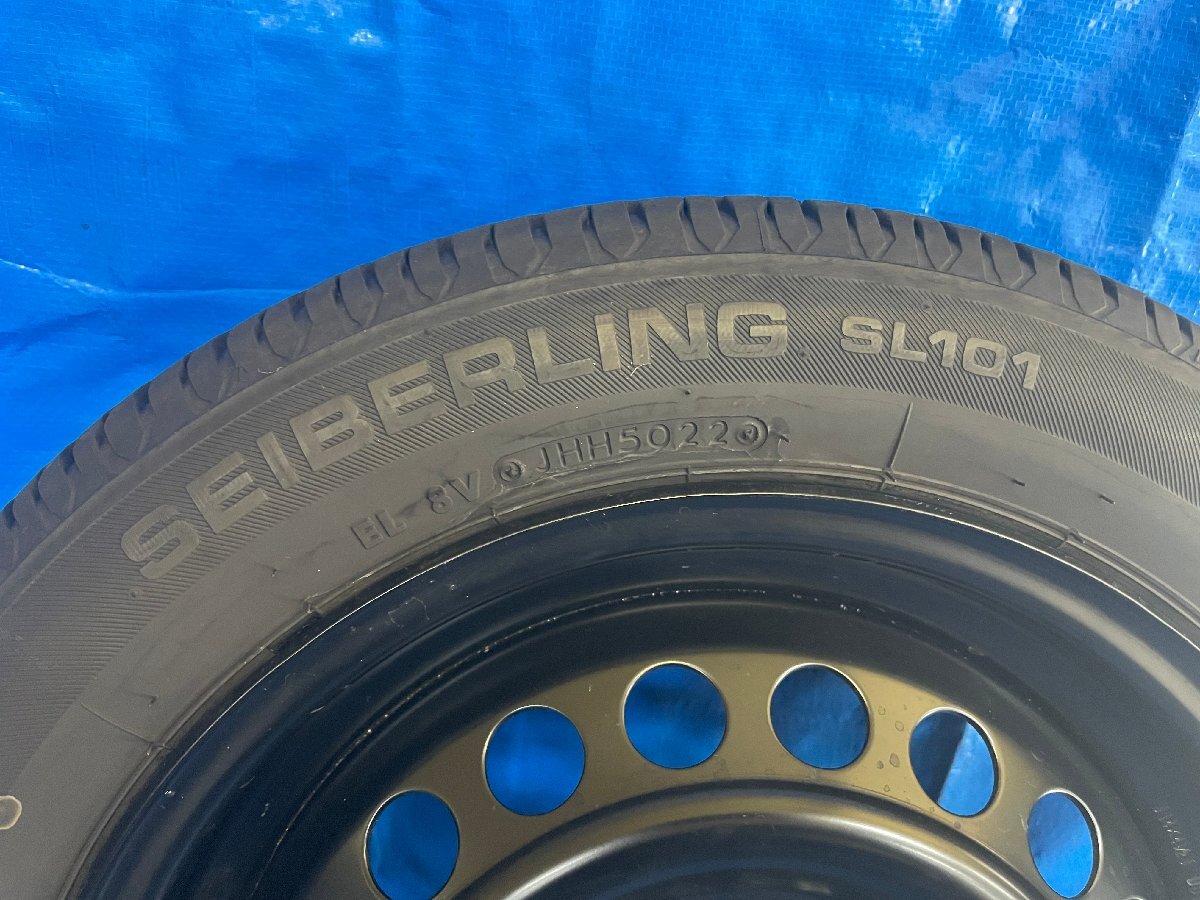 SEIBERLING SL101
EL 8V JHH5022